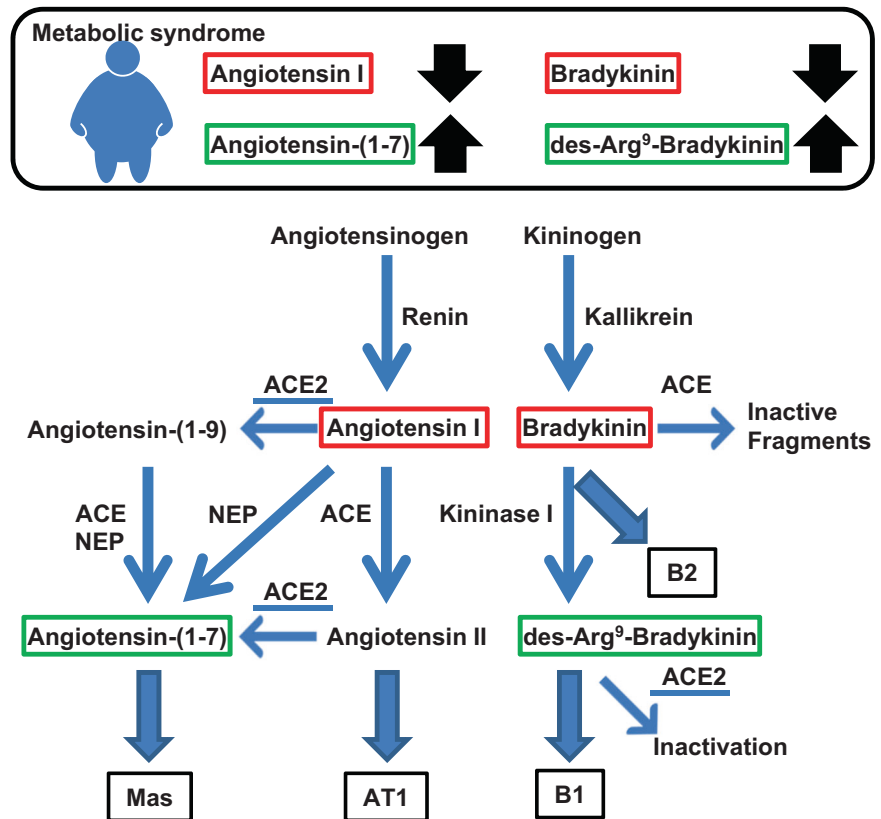 Metabolic syndrome
Angiotensin I
Bradykinin
Angiotensin-(1-7)
des-Arg⁹-Bradykinin
Angiotensinogen
Kininogen
Renin
Kallikrein
ACE2
ACE
Angiotensin-(1-9)
Angiotensin I
Bradykinin
Inactive
Fragments
ACE
NEP
NEP
ACE
Kininase I
B2
ACE2
Angiotensin-(1-7)
Angiotensin II
des-Arg⁹-Bradykinin
ACE2
Inactivation
Mas
AT1
B1